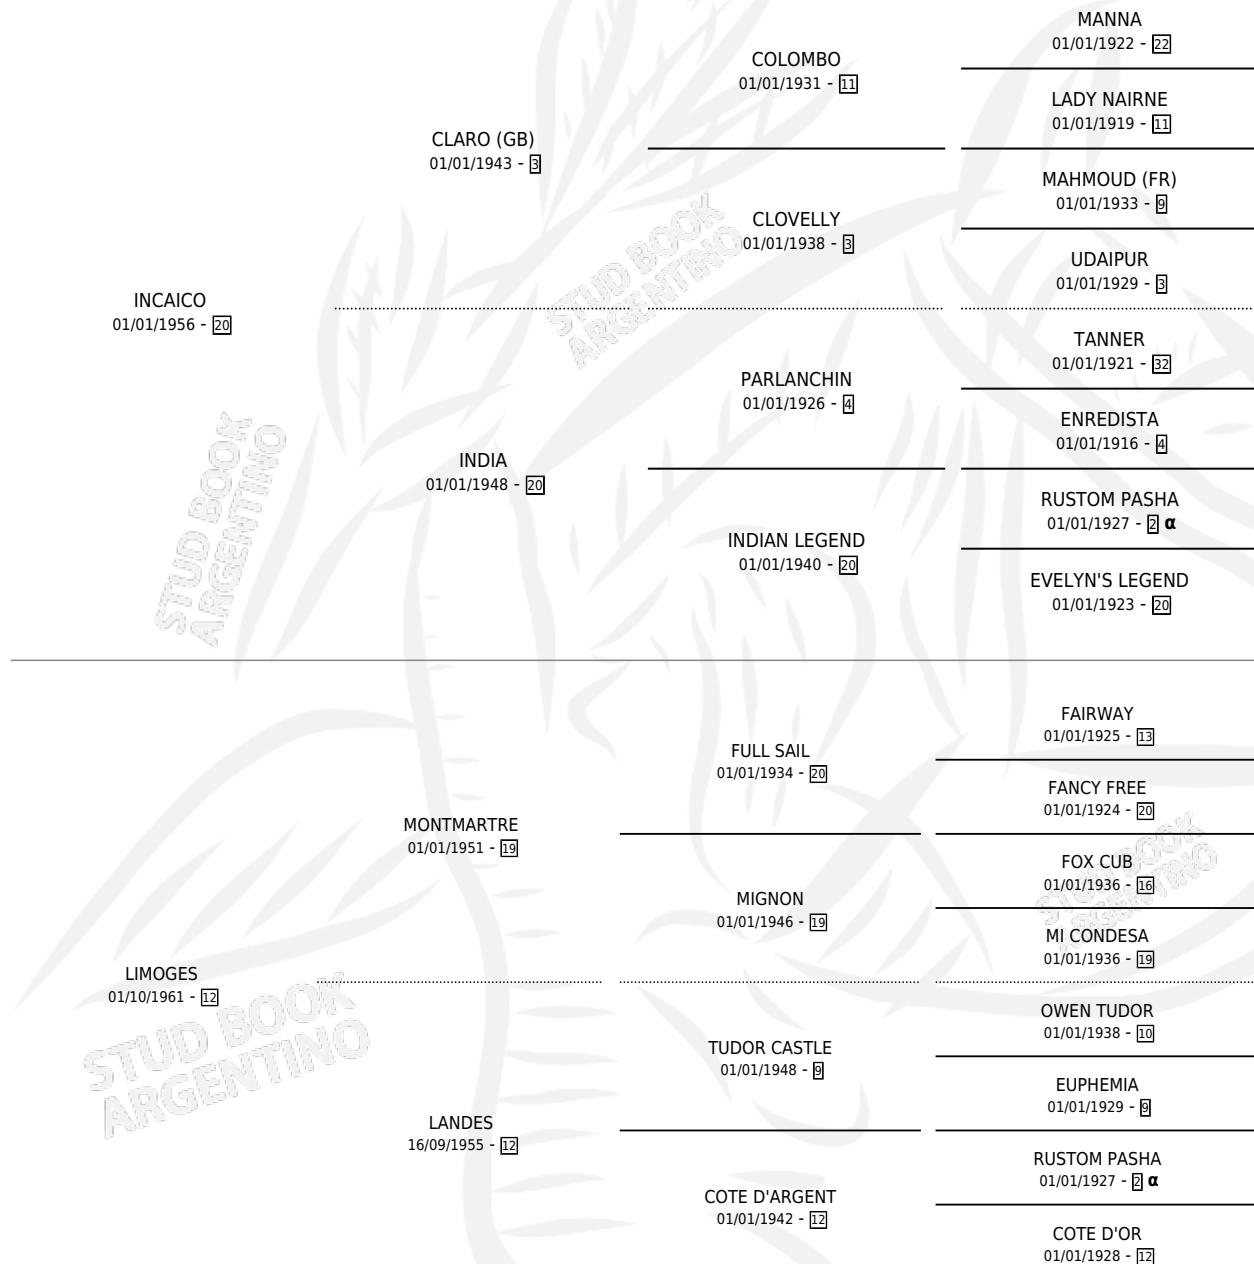 MANNA
01/01/1922 - 22
COLOMBO
01/01/1931 - 11
LADY NAIRNE
01/01/1919 - 11
CLARO (GB)
01/01/1943 - 3
MAHMOUD (FR)
01/01/1933 - 9
CLOVELLY
01/01/1938 - 3
UDAIPUR
01/01/1929 - 3
INCAICO
01/01/1956 - 20
STUD BOOK
ARGENTINO
TANNER
01/01/1921 - 32
PARLANCHIN
01/01/1926 - 4
ENREDISTA
01/01/1916 - 4
INDIA
01/01/1948 - 20
RUSTOM PASHA
01/01/1927 - 2 α
INDIAN LEGEND
01/01/1940 - 20
EVELYN'S LEGEND
01/01/1923 - 20
STUD BOOK
ARGENTINO
FAIRWAY
01/01/1925 - 13
FULL SAIL
01/01/1934 - 20
FANCY FREE
01/01/1924 - 20
MONTMARTRE
01/01/1951 - 19
FOX CUB
01/01/1936 - 16
STUD BOOK
ARGENTINO
MIGNON
01/01/1946 - 19
MI CONDESA
01/01/1936 - 19
LIMOGES
01/10/1961 - 12
STUD BOOK
ARGENTINO
OWEN TUDOR
01/01/1938 - 10
TUDOR CASTLE
01/01/1948 - 9
EUPHEMIA
01/01/1929 - 9
LANDES
16/09/1955 - 12
RUSTOM PASHA
01/01/1927 - 2 α
COTE D'ARGENT
01/01/1942 - 12
COTE D'OR
01/01/1928 - 12